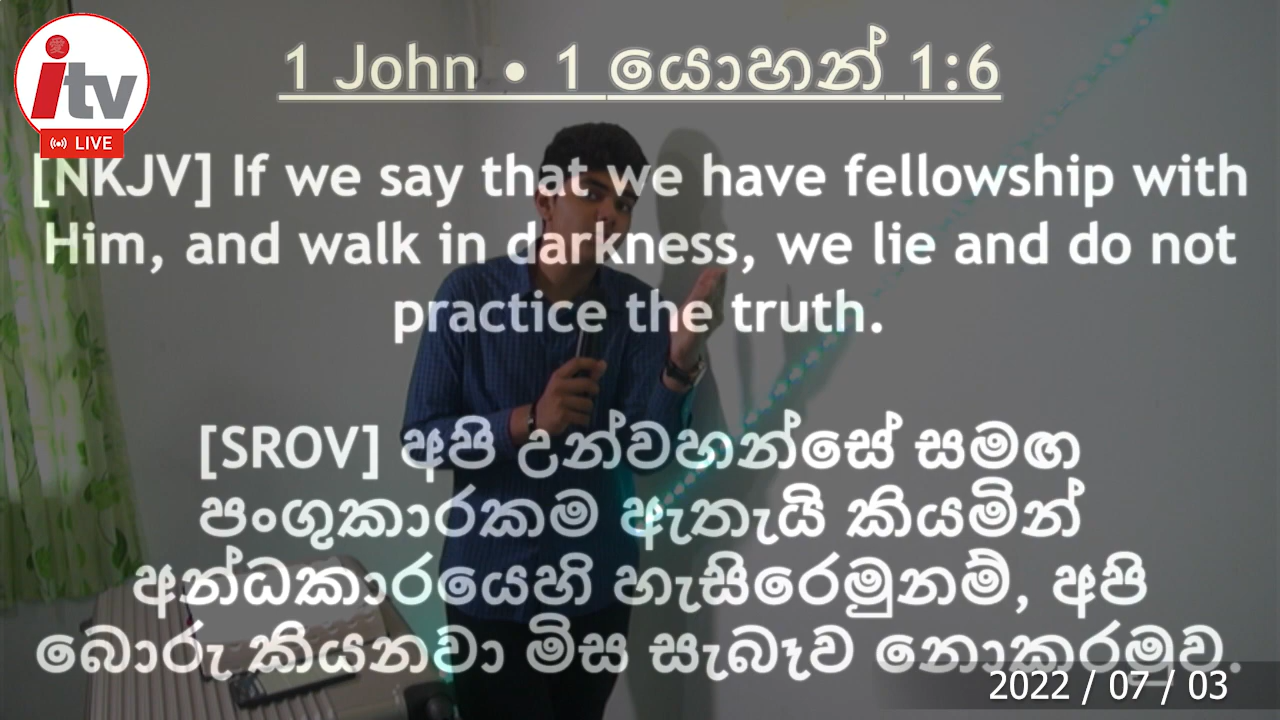 itv
LIVE
1 John • 1 යොහන් 1:6
[NKJV] If we say that we have fellowship with
Him, and walk in darkness, we lie and do not
practice the truth.
[SROV] අපි උන්වහන්සේ සමඟ
පංගුකාරකම ඇතැයි කියමින්
අන්ධකාරයෙහි හැසිරෙමුනම්, අපි
බොරු කියනවා මිස සැබෑව නොකරමුව.
2022 / 07 / 03